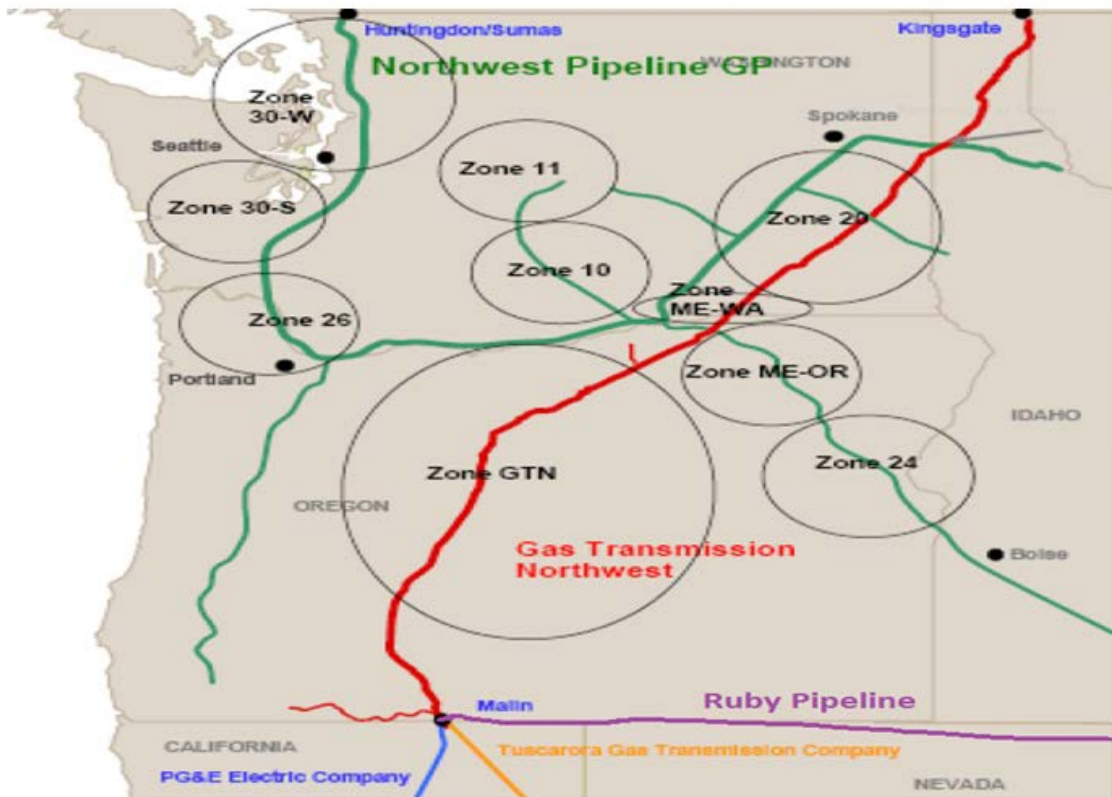 Huntingdon/Sumas
Kingsgate
Northwest Pipeline GP
WASHINGTON
Zone
30-W
Spokane
Seattle
Zone 11
Zone 30-S
Zone 20
Zone 10
Zone
ME-WA
Zone 26
Portland
Zone ME-OR
IDAHO
Zone 24
Zone GTN
OREGON
Gas Transmission
Northwest
Boise
Malin
Ruby Pipeline
CALIFORNIA
Tuscarora Gas Transmission Company
PG&E Electric Company
NEVADA